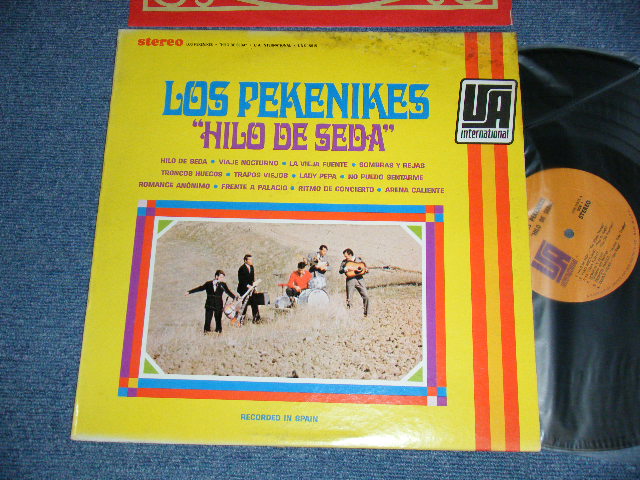 stereo
LOS PEKENIKES
"HILO DE SEDA"
UA
international
HILO DE SEDA • VIAJE NOCTURNO • LA VIEJA FUENTE • SOMBRAS Y REJAS
TRONCOS HUECOS • TRAPOS VIEJOS • LADY PEPA • NO PUEDO SENTARME
ROMANCE ANÓNIMO • FRENTE A PALACIO • RITMO DE CONCIERTO • ARENA CALIENTE
RECORDED IN SPAIN
UA
STEREO